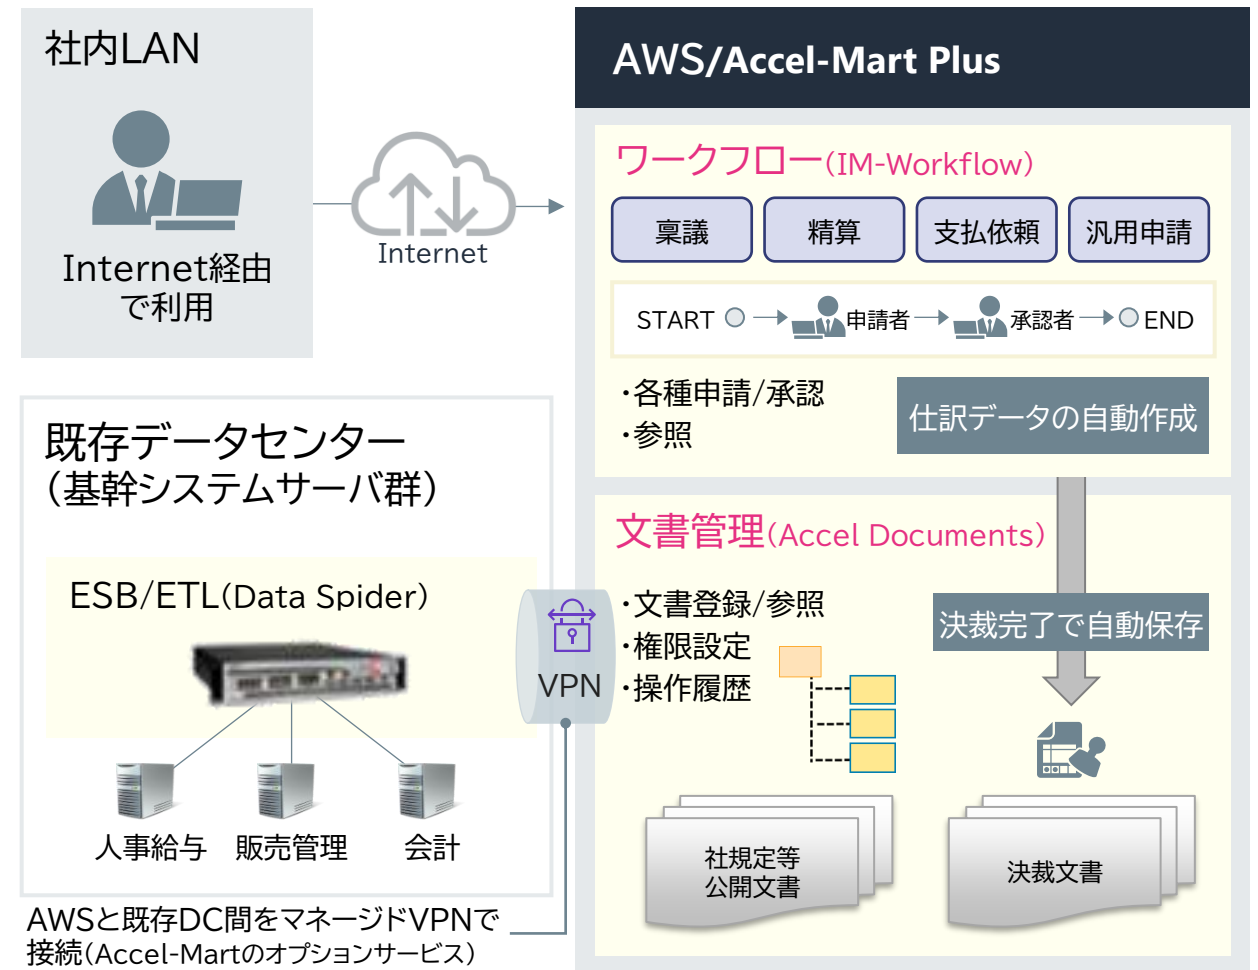 社内LAN
Internet経由
で利用
Internet
AWS/Accel-Mart Plus
ワークフロー(IM-Workflow)
稟議
精算
支払依頼
汎用申請
START
申請者
承認者
END
・各種申請/承認
・参照
仕訳データの自動作成
既存データセンター
(基幹システムサーバ群)
ESB/ETL(Data Spider)
人事給与
販売管理
会計
VPN
AWSと既存DC間をマネージドVPNで
接続(Accel-Martのオプションサービス)
文書管理(Accel Documents)
・文書登録/参照
・権限設定
・操作履歴
決裁完了で自動保存
社規定等
公開文書
決裁文書